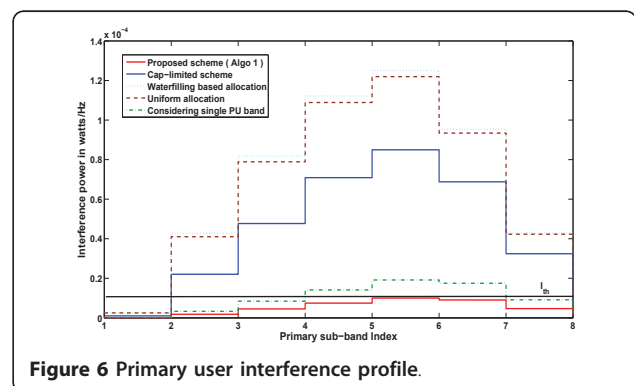 x 10⁻⁴
1.4
1.2
1
0.8
0.6
0.4
0.2
0
Interference power in watts/Hz
Proposed scheme ( Algo 1 )
Cap−limited scheme
Waterfilling based allocation
Uniform allocation
Considering single PU band
I_th
1 2 3 4 5 6 7 8
Primary sub−band Index
Figure 6 Primary user interference profile.